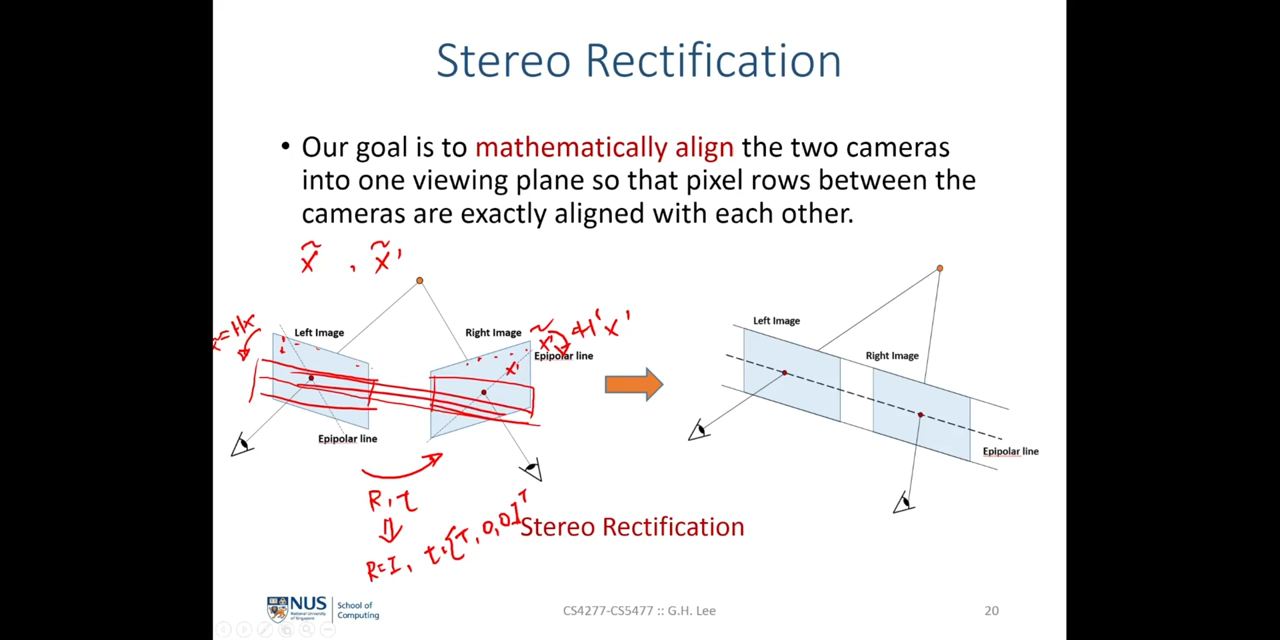 Stereo Rectification
• Our goal is to mathematically align the two cameras
into one viewing plane so that pixel rows between the
cameras are exactly aligned with each other.
x̃ , x̃'
Left Image
Right Image
x̃ = Hx
x̃' = H'x'
x'
Epipolar line
Epipolar line
R, t
⇓
R = I, t = [T, 0, 0]ᵀ
Left Image
Right Image
Epipolar line
Stereo Rectification
NUS
National University
of Singapore
School of
Computing
CS4277-CS5477 :: G.H. Lee
20